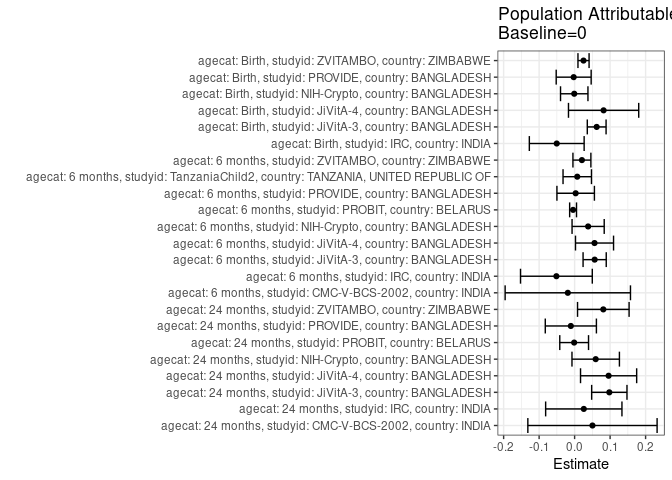 Population Attributable
Baseline=0
agecat: Birth, studyid: ZVITAMBO, country: ZIMBABWE
agecat: Birth, studyid: PROVIDE, country: BANGLADESH
agecat: Birth, studyid: NIH-Crypto, country: BANGLADESH
agecat: Birth, studyid: JiVitA-4, country: BANGLADESH
agecat: Birth, studyid: JiVitA-3, country: BANGLADESH
agecat: Birth, studyid: IRC, country: INDIA
agecat: 6 months, studyid: ZVITAMBO, country: ZIMBABWE
agecat: 6 months, studyid: TanzaniaChild2, country: TANZANIA, UNITED REPUBLIC OF
agecat: 6 months, studyid: PROVIDE, country: BANGLADESH
agecat: 6 months, studyid: PROBIT, country: BELARUS
agecat: 6 months, studyid: NIH-Crypto, country: BANGLADESH
agecat: 6 months, studyid: JiVitA-4, country: BANGLADESH
agecat: 6 months, studyid: JiVitA-3, country: BANGLADESH
agecat: 6 months, studyid: IRC, country: INDIA
agecat: 6 months, studyid: CMC-V-BCS-2002, country: INDIA
agecat: 24 months, studyid: ZVITAMBO, country: ZIMBABWE
agecat: 24 months, studyid: PROVIDE, country: BANGLADESH
agecat: 24 months, studyid: PROBIT, country: BELARUS
agecat: 24 months, studyid: NIH-Crypto, country: BANGLADESH
agecat: 24 months, studyid: JiVitA-4, country: BANGLADESH
agecat: 24 months, studyid: JiVitA-3, country: BANGLADESH
agecat: 24 months, studyid: IRC, country: INDIA
agecat: 24 months, studyid: CMC-V-BCS-2002, country: INDIA
-0.2 -0.1 0.0 0.1 0.2
Estimate